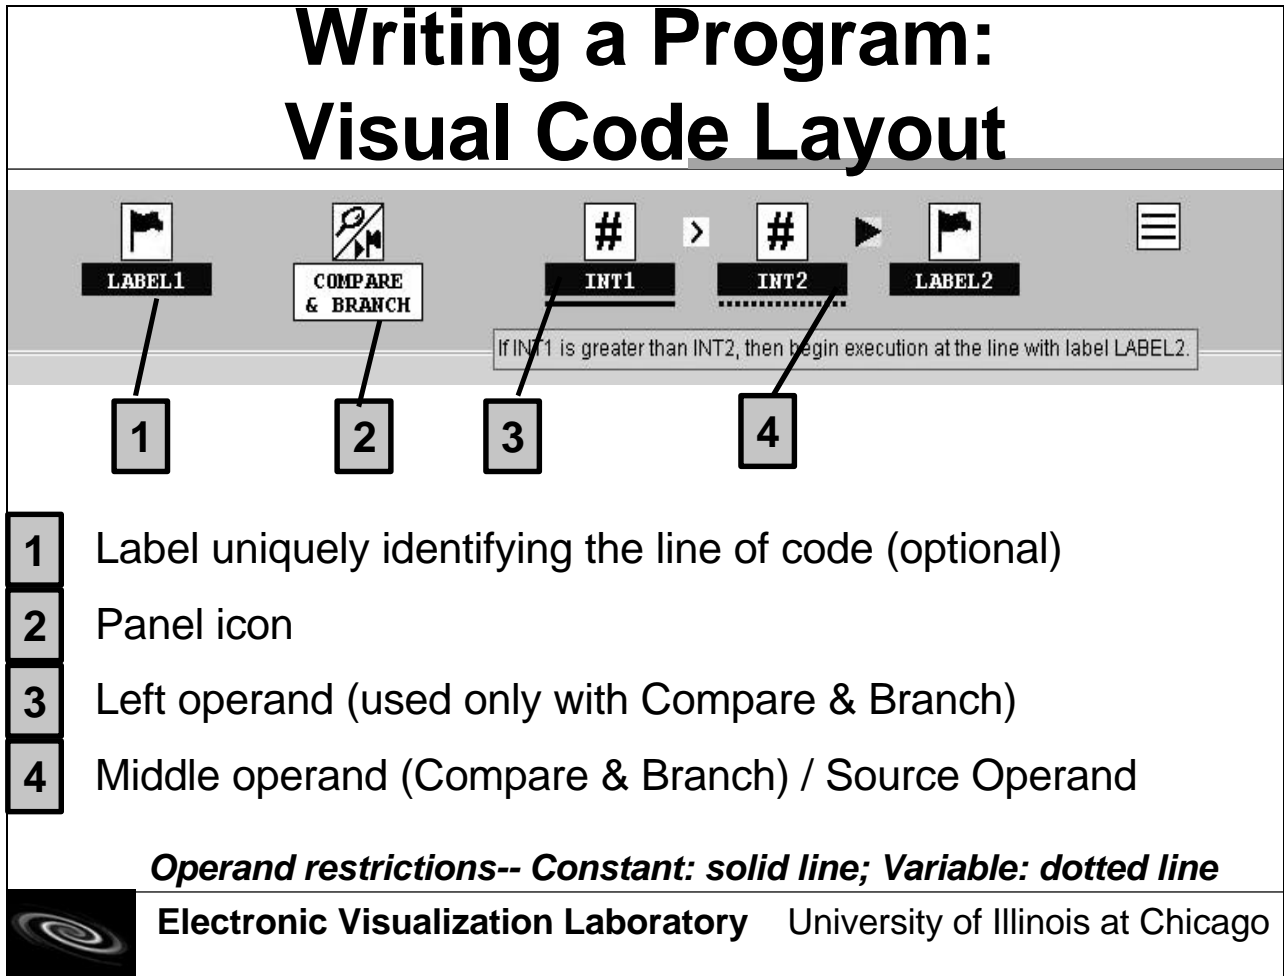 Writing a Program:
Visual Code Layout
# > #
LABEL1 COMPARE INT1 INT2 LABEL2
& BRANCH
If INT1 is greater than INT2, then begin execution at the line with label LABEL2.
1 2 3 4
1 Label uniquely identifying the line of code (optional)
2 Panel icon
3 Left operand (used only with Compare & Branch)
4 Middle operand (Compare & Branch) / Source Operand
Operand restrictions-- Constant: solid line; Variable: dotted line
Electronic Visualization Laboratory University of Illinois at Chicago